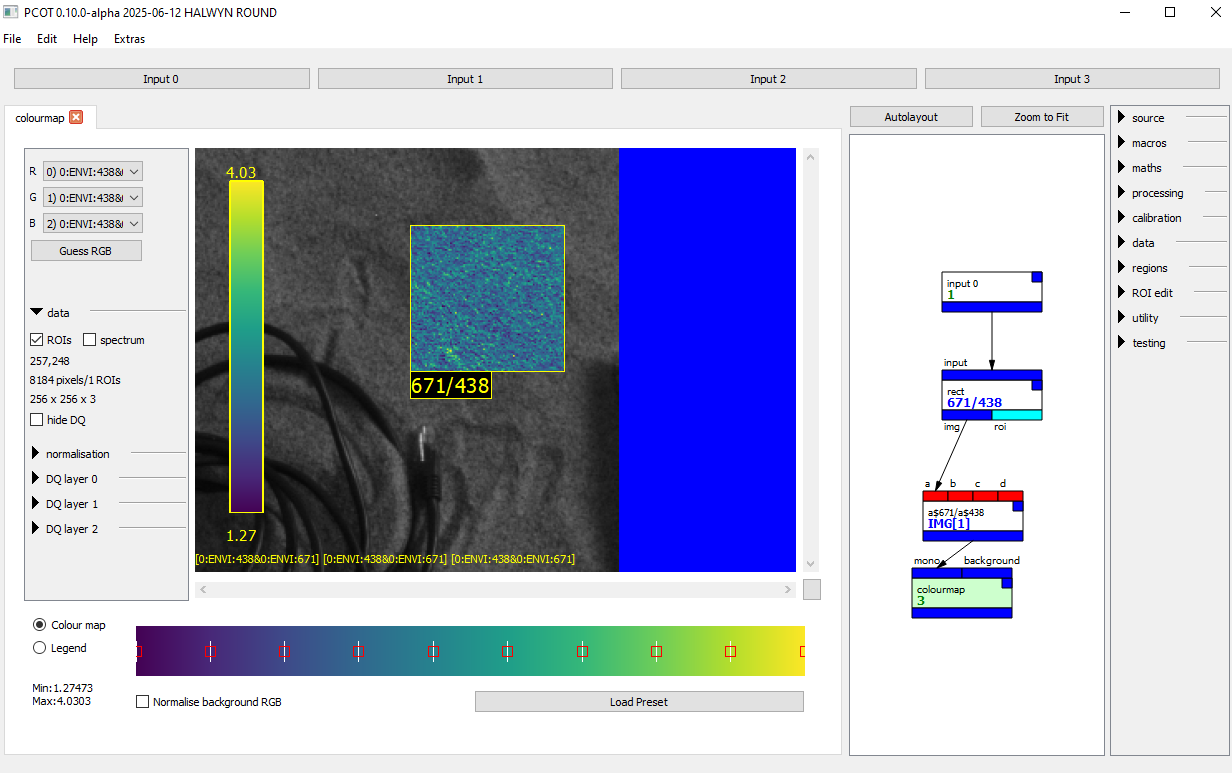 PCOT 0.10.0-alpha 2025-06-12 HALWYN ROUND
File Edit Help Extras
Input 0 Input 1 Input 2 Input 3
colourmap
Autolayout Zoom to Fit
R 0) 0:ENVI:438&
G 1) 0:ENVI:438&
B 2) 0:ENVI:438&
Guess RGB
data
ROIs spectrum
257,248
8184 pixels/1 ROIs
256 x 256 x 3
hide DQ
normalisation
DQ layer 0
DQ layer 1
DQ layer 2
4.03
671/438
1.27
[0:ENVI:438&0:ENVI:671] [0:ENVI:438&0:ENVI:671] [0:ENVI:438&0:ENVI:671]
Colour map
Legend
Min:1.27473
Max:4.0303
Normalise background RGB
Load Preset
input 0
1
input
rect
671/438
img roi
a b c d
a$671/a$438
IMG[1]
mono background
colourmap
3
source
macros
maths
processing
calibration
data
regions
ROI edit
utility
testing